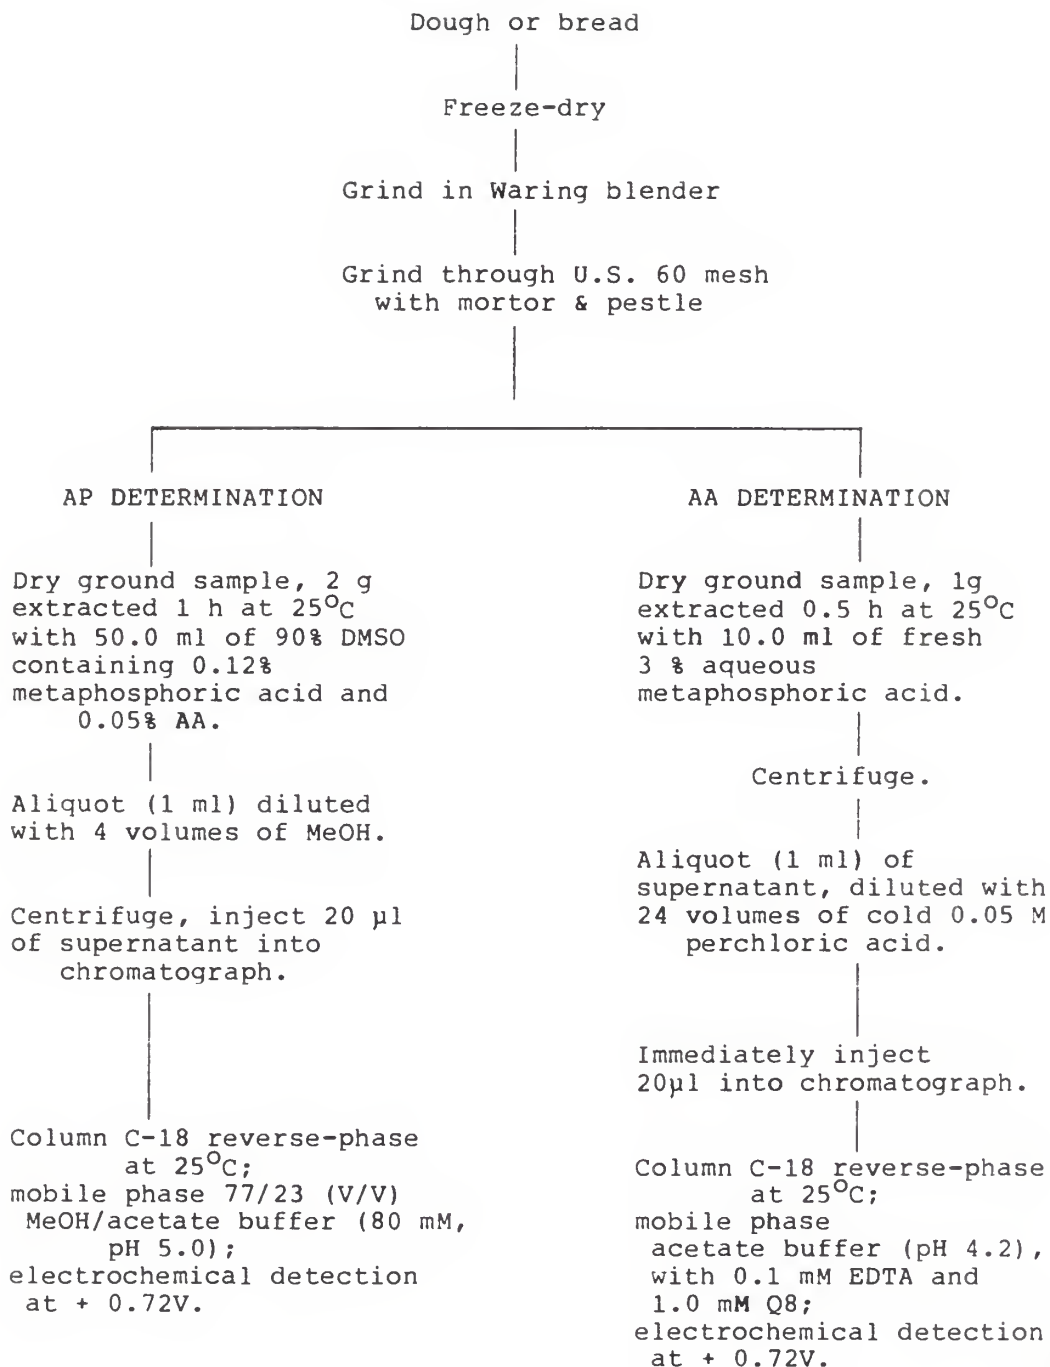 Dough or bread
Freeze-dry
Grind in Waring blender
Grind through U.S. 60 mesh
with mortor & pestle
AP DETERMINATION
Dry ground sample, 2 g
extracted 1 h at 25°C
with 50.0 ml of 90% DMSO
containing 0.12%
metaphosphoric acid and
0.05% AA.
Aliquot (1 ml) diluted
with 4 volumes of MeOH.
Centrifuge, inject 20 µl
of supernatant into
chromatograph.
Column C-18 reverse-phase
at 25°C;
mobile phase 77/23 (V/V)
MeOH/acetate buffer (80 mM,
pH 5.0);
electrochemical detection
at + 0.72V.
AA DETERMINATION
Dry ground sample, 1g
extracted 0.5 h at 25°C
with 10.0 ml of fresh
3 % aqueous
metaphosphoric acid.
Centrifuge.
Aliquot (1 ml) of
supernatant, diluted with
24 volumes of cold 0.05 M
perchloric acid.
Immediately inject
20µl into chromatograph.
Column C-18 reverse-phase
at 25°C;
mobile phase
acetate buffer (pH 4.2),
with 0.1 mM EDTA and
1.0 mM Q8;
electrochemical detection
at + 0.72V.